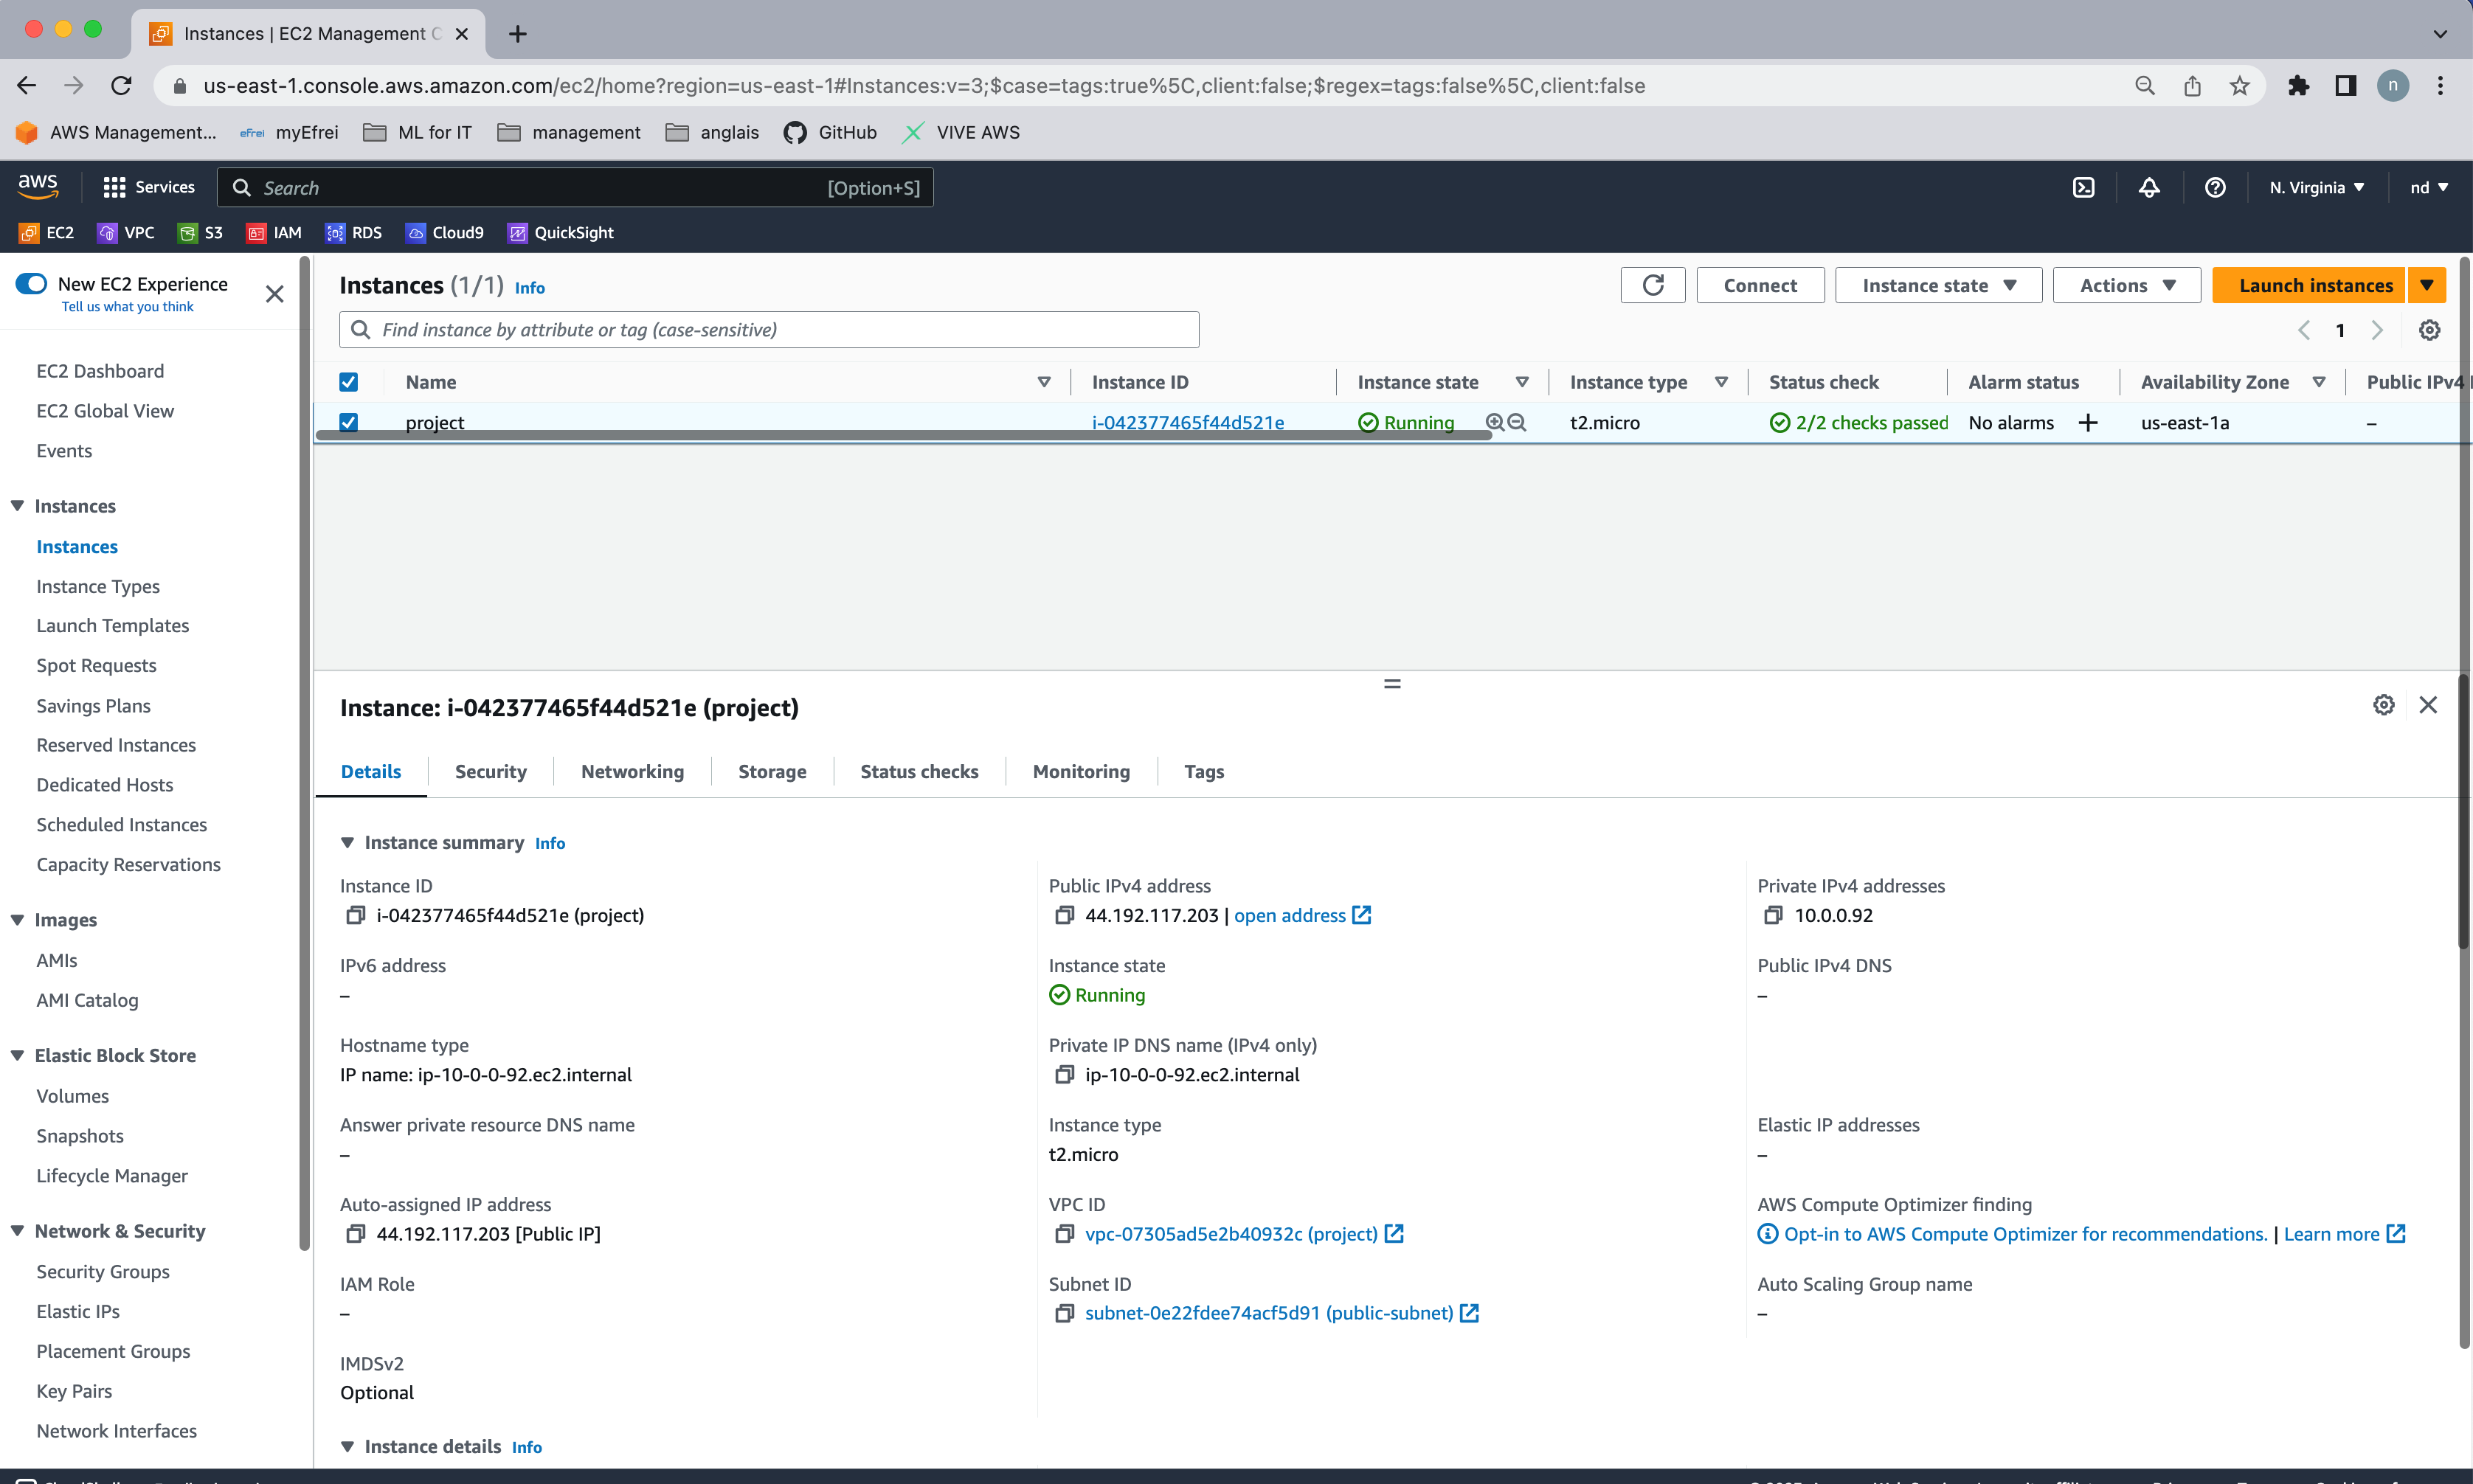 Instances | EC2 Management C
us-east-1.console.aws.amazon.com/ec2/home?region=us-east-1#Instances:v=3;$case=tags:true%5C,client:false;$regex=tags:false%5C,client:false
n
AWS Management... efrei myEfrei ML for IT management anglais GitHub VIVE AWS
aws Services Search [Option+S] N. Virginia nd
EC2 VPC S3 IAM RDS Cloud9 QuickSight
New EC2 Experience
Tell us what you think
EC2 Dashboard
EC2 Global View
Events
Instances
Instances
Instance Types
Launch Templates
Spot Requests
Savings Plans
Reserved Instances
Dedicated Hosts
Scheduled Instances
Capacity Reservations
Images
AMIs
AMI Catalog
Elastic Block Store
Volumes
Snapshots
Lifecycle Manager
Network & Security
Security Groups
Elastic IPs
Placement Groups
Key Pairs
Network Interfaces
Instances (1/1) Info
Connect Instance state Actions Launch instances
Find instance by attribute or tag (case-sensitive)
1
Name Instance ID Instance state Instance type Status check Alarm status Availability Zone Public IPv4
project i-042377465f44d521e Running t2.micro 2/2 checks passed No alarms + us-east-1a –
Instance: i-042377465f44d521e (project)
Details Security Networking Storage Status checks Monitoring Tags
Instance summary Info
Instance ID
i-042377465f44d521e (project)
IPv6 address
–
Hostname type
IP name: ip-10-0-0-92.ec2.internal
Answer private resource DNS name
–
Auto-assigned IP address
44.192.117.203 [Public IP]
IAM Role
–
IMDSv2
Optional
Public IPv4 address
44.192.117.203 | open address
Instance state
Running
Private IP DNS name (IPv4 only)
ip-10-0-0-92.ec2.internal
Instance type
t2.micro
VPC ID
vpc-07305ad5e2b40932c (project)
Subnet ID
subnet-0e22fdee74acf5d91 (public-subnet)
Private IPv4 addresses
10.0.0.92
Public IPv4 DNS
–
Elastic IP addresses
–
AWS Compute Optimizer finding
Opt-in to AWS Compute Optimizer for recommendations. | Learn more
Auto Scaling Group name
–
Instance details Info